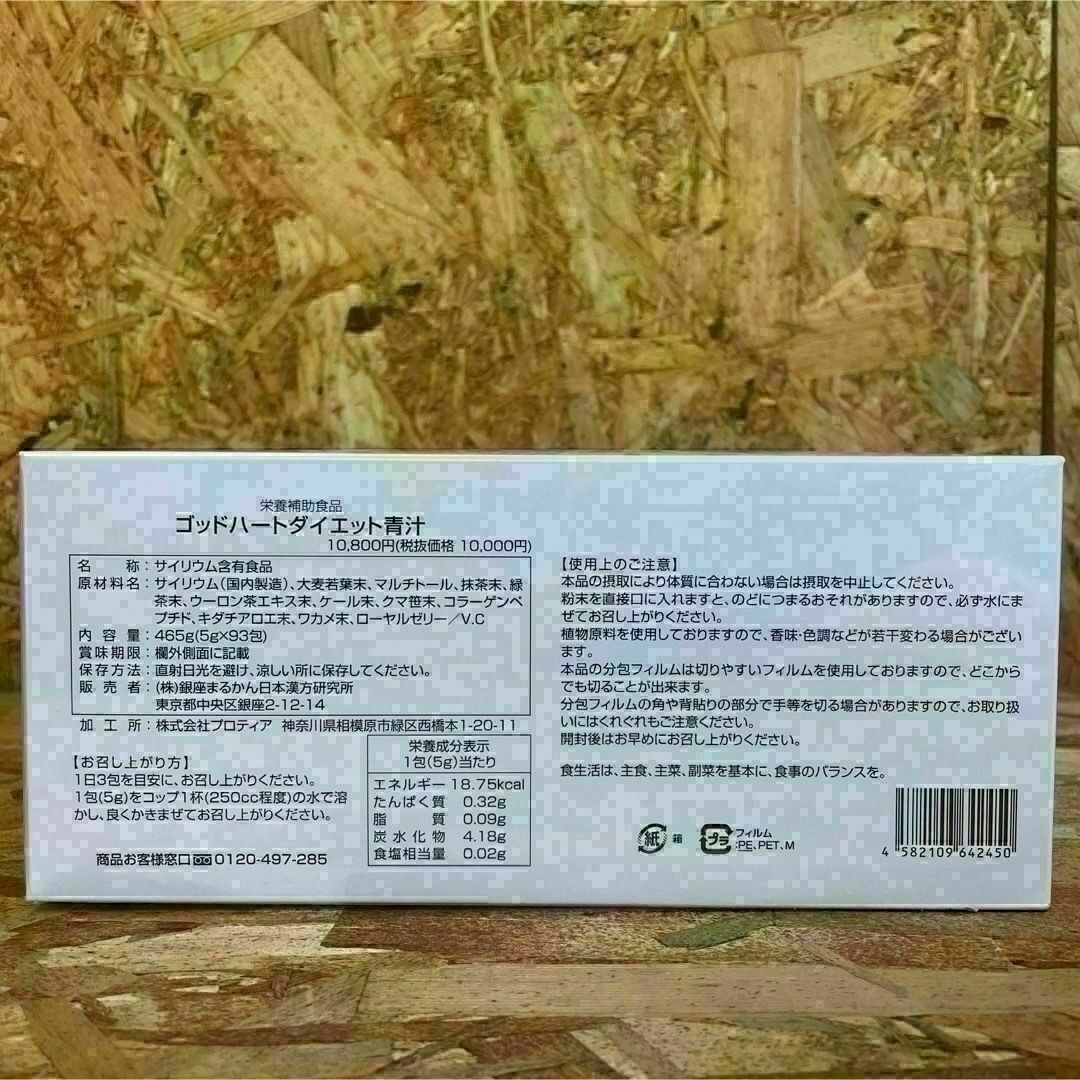 栄養補助食品
ゴッドハートダイエット青汁
10,800円(税抜価格 10,000円)
名 称：サイリウム含有食品
原材料名：サイリウム(国内製造)、大麦若葉末、マルチトール、抹茶末、緑
茶末、ウーロン茶エキス末、ケール末、クマ笹末、コラーゲンペ
プチド、キダチアロエ末、ワカメ末、ローヤルゼリー／V.C
内 容 量：465g(5g×93包)
賞味期限：欄外側面に記載
保存方法：直射日光を避け、涼しい所に保存してください。
販 売 者：(株)銀座まるかん日本漢方研究所
東京都中央区銀座2-12-14
加 工 所：株式会社プロティア 神奈川県相模原市緑区西橋本1-20-11
【お召し上がり方】
1日3包を目安に、お召し上がりください。
1包(5g)をコップ1杯(250cc程度)の水で溶
かし、良くかきまぜてお召し上がりください。
商品お客様窓口 0120-497-285
栄養成分表示
1包(5g)当たり
エネルギー 18.75kcal
たんぱく質 0.32g
脂 質 0.09g
炭水化物 4.18g
食塩相当量 0.02g
【使用上のご注意】
本品の摂取により体質に合わない場合は摂取を中止してください。
粉末を直接口に入れますと、のどにつまるおそれがありますので、必ず水にま
ぜてお召し上がりください。
植物原料を使用しておりますので、香味・色調などが若干変わる場合がござい
ます。
本品の分包フィルムは切りやすいフィルムを使用しておりますので、どこから
でも切ることが出来ます。
分包フィルムの角や背貼りの部分で手等を切る場合がありますので、お取り扱
いにはくれぐれもご注意ください。
開封後はお早めにお召し上がりください。
食生活は、主食、主菜、副菜を基本に、食事のバランスを。
紙 箱
プラ フィルム
:PE、PET、M
4 582109 642450